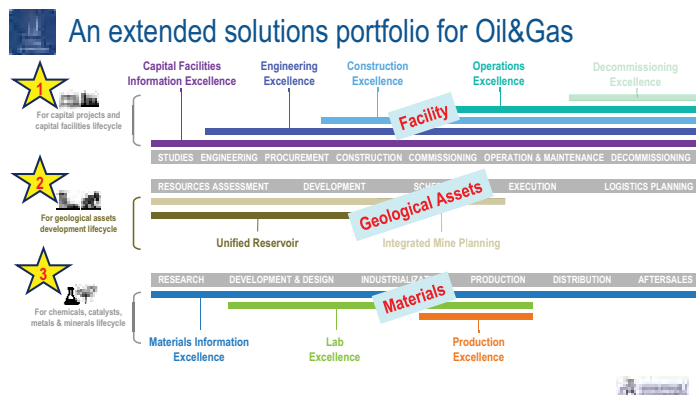 An extended solutions portfolio for Oil&Gas
Capital Facilities
Information Excellence
Engineering
Excellence
Construction
Excellence
Operations
Excellence
Decommissioning
Excellence
1
For capital projects and
capital facilities lifecycle
Facility
STUDIES ENGINEERING PROCUREMENT CONSTRUCTION COMMISSIONING OPERATION & MAINTENANCE DECOMMISSIONING
2
RESOURCES ASSESSMENT DEVELOPMENT EXECUTION LOGISTICS PLANNING
For geological assets
development lifecycle
Geological Assets
Unified Reservoir
Integrated Mine Planning
3
RESEARCH DEVELOPMENT & DESIGN PRODUCTION DISTRIBUTION AFTERSALES
For chemicals, catalysts,
metals & minerals lifecycle
Materials
Materials Information
Excellence
Lab
Excellence
Production
Excellence